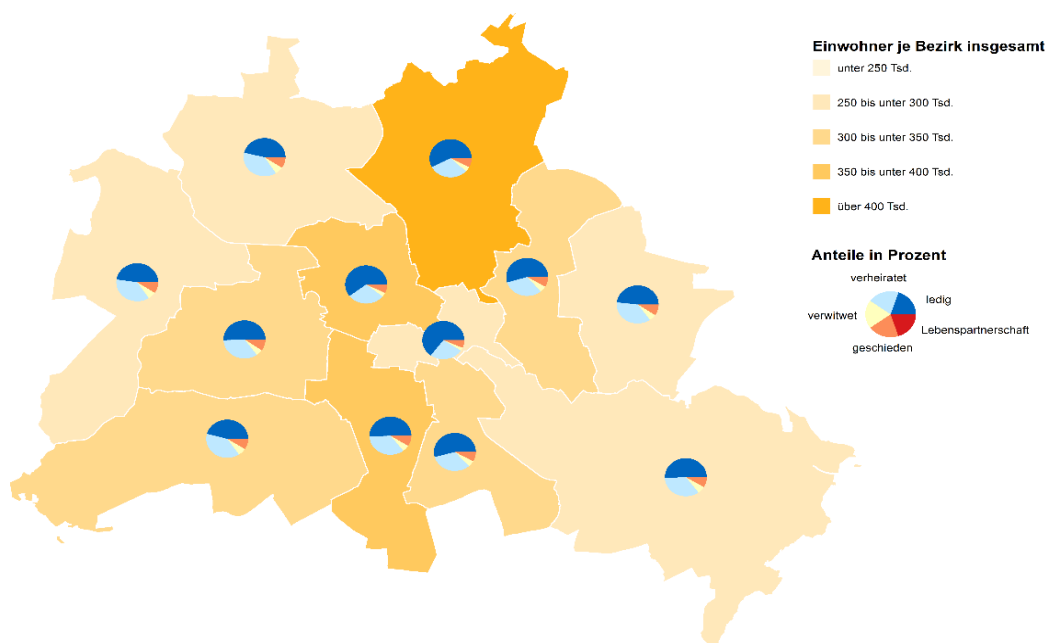 Einwohner je Bezirk insgesamt
unter 250 Tsd.
250 bis unter 300 Tsd.
300 bis unter 350 Tsd.
350 bis unter 400 Tsd.
über 400 Tsd.
Anteile in Prozent
verheiratet
ledig
verwitwet
Lebenspartnerschaft
geschieden